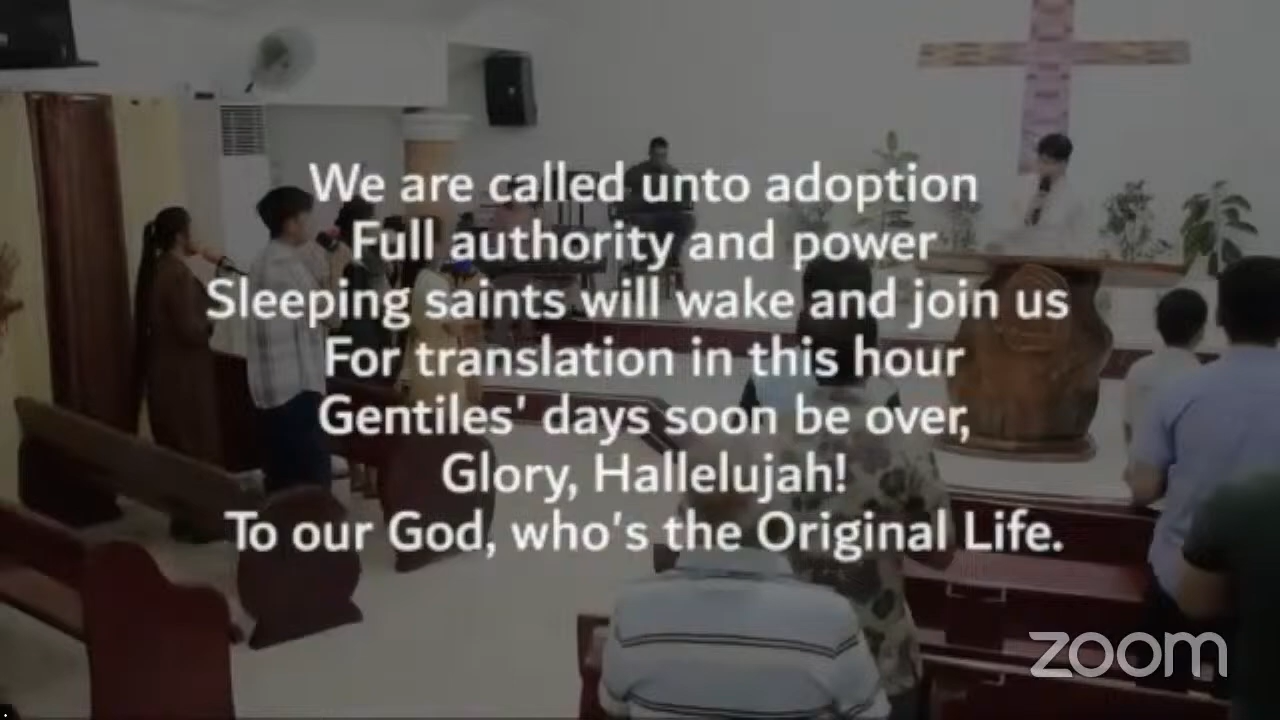 We are called unto adoption
Full authority and power
Sleeping saints will wake and join us
For translation in this hour
Gentiles' days soon be over,
Glory, Hallelujah!
To our God, who's the Original Life.
zoom